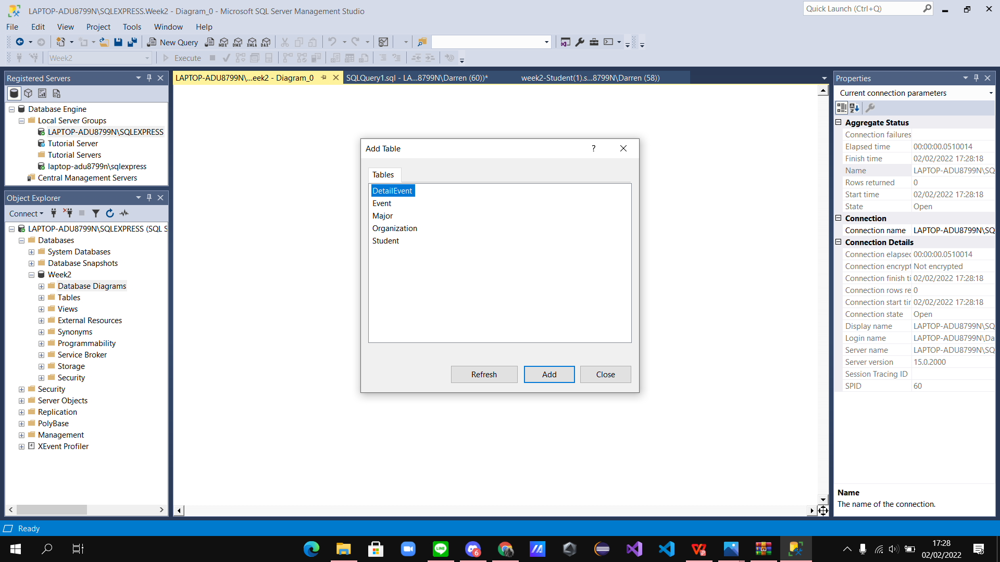 LAPTOP-ADU8799N\SQLEXPRESS.Week2 - Diagram_0 - Microsoft SQL Server Management Studio
Quick Launch (Ctrl+Q)
File Edit View Project Tools Window Help
New Query MDX DMX XMLA DAX
Week2 Execute
Registered Servers
Database Engine
Local Server Groups
LAPTOP-ADU8799N\SQLEXPRESS
Tutorial Server
Tutorial Servers
laptop-adu8799n\sqlexpress
Central Management Servers
Object Explorer
Connect
LAPTOP-ADU8799N\SQLEXPRESS (SQL S
Databases
System Databases
Database Snapshots
Week2
Database Diagrams
Tables
Views
External Resources
Synonyms
Programmability
Service Broker
Storage
Security
Security
Server Objects
Replication
PolyBase
Management
XEvent Profiler
LAPTOP-ADU8799N\...eek2 - Diagram_0
SQLQuery1.sql - LA...8799N\Darren (60))*
week2-Student(1).s...8799N\Darren (58))
Add Table ?
Tables
DetailEvent
Event
Major
Organization
Student
Refresh Add Close
Properties
Current connection parameters
Aggregate Status
Connection failures
Elapsed time 00:00:00.0510014
Finish time 02/02/2022 17:28:18
Name LAPTOP-ADU8799N\SQ
Rows returned 0
Start time 02/02/2022 17:28:18
State Open
Connection
Connection name LAPTOP-ADU8799N\SQ
Connection Details
Connection elapsec 00:00:00.0510014
Connection encrypt Not encrypted
Connection finish ti 02/02/2022 17:28:18
Connection rows re 0
Connection start tir 02/02/2022 17:28:18
Connection state Open
Display name LAPTOP-ADU8799N\SQ
Login name LAPTOP-ADU8799N\Da
Server name LAPTOP-ADU8799N\SQ
Server version 15.0.2000
Session Tracing ID
SPID 60
Name
The name of the connection.
Ready
LINE
6
17:28
02/02/2022